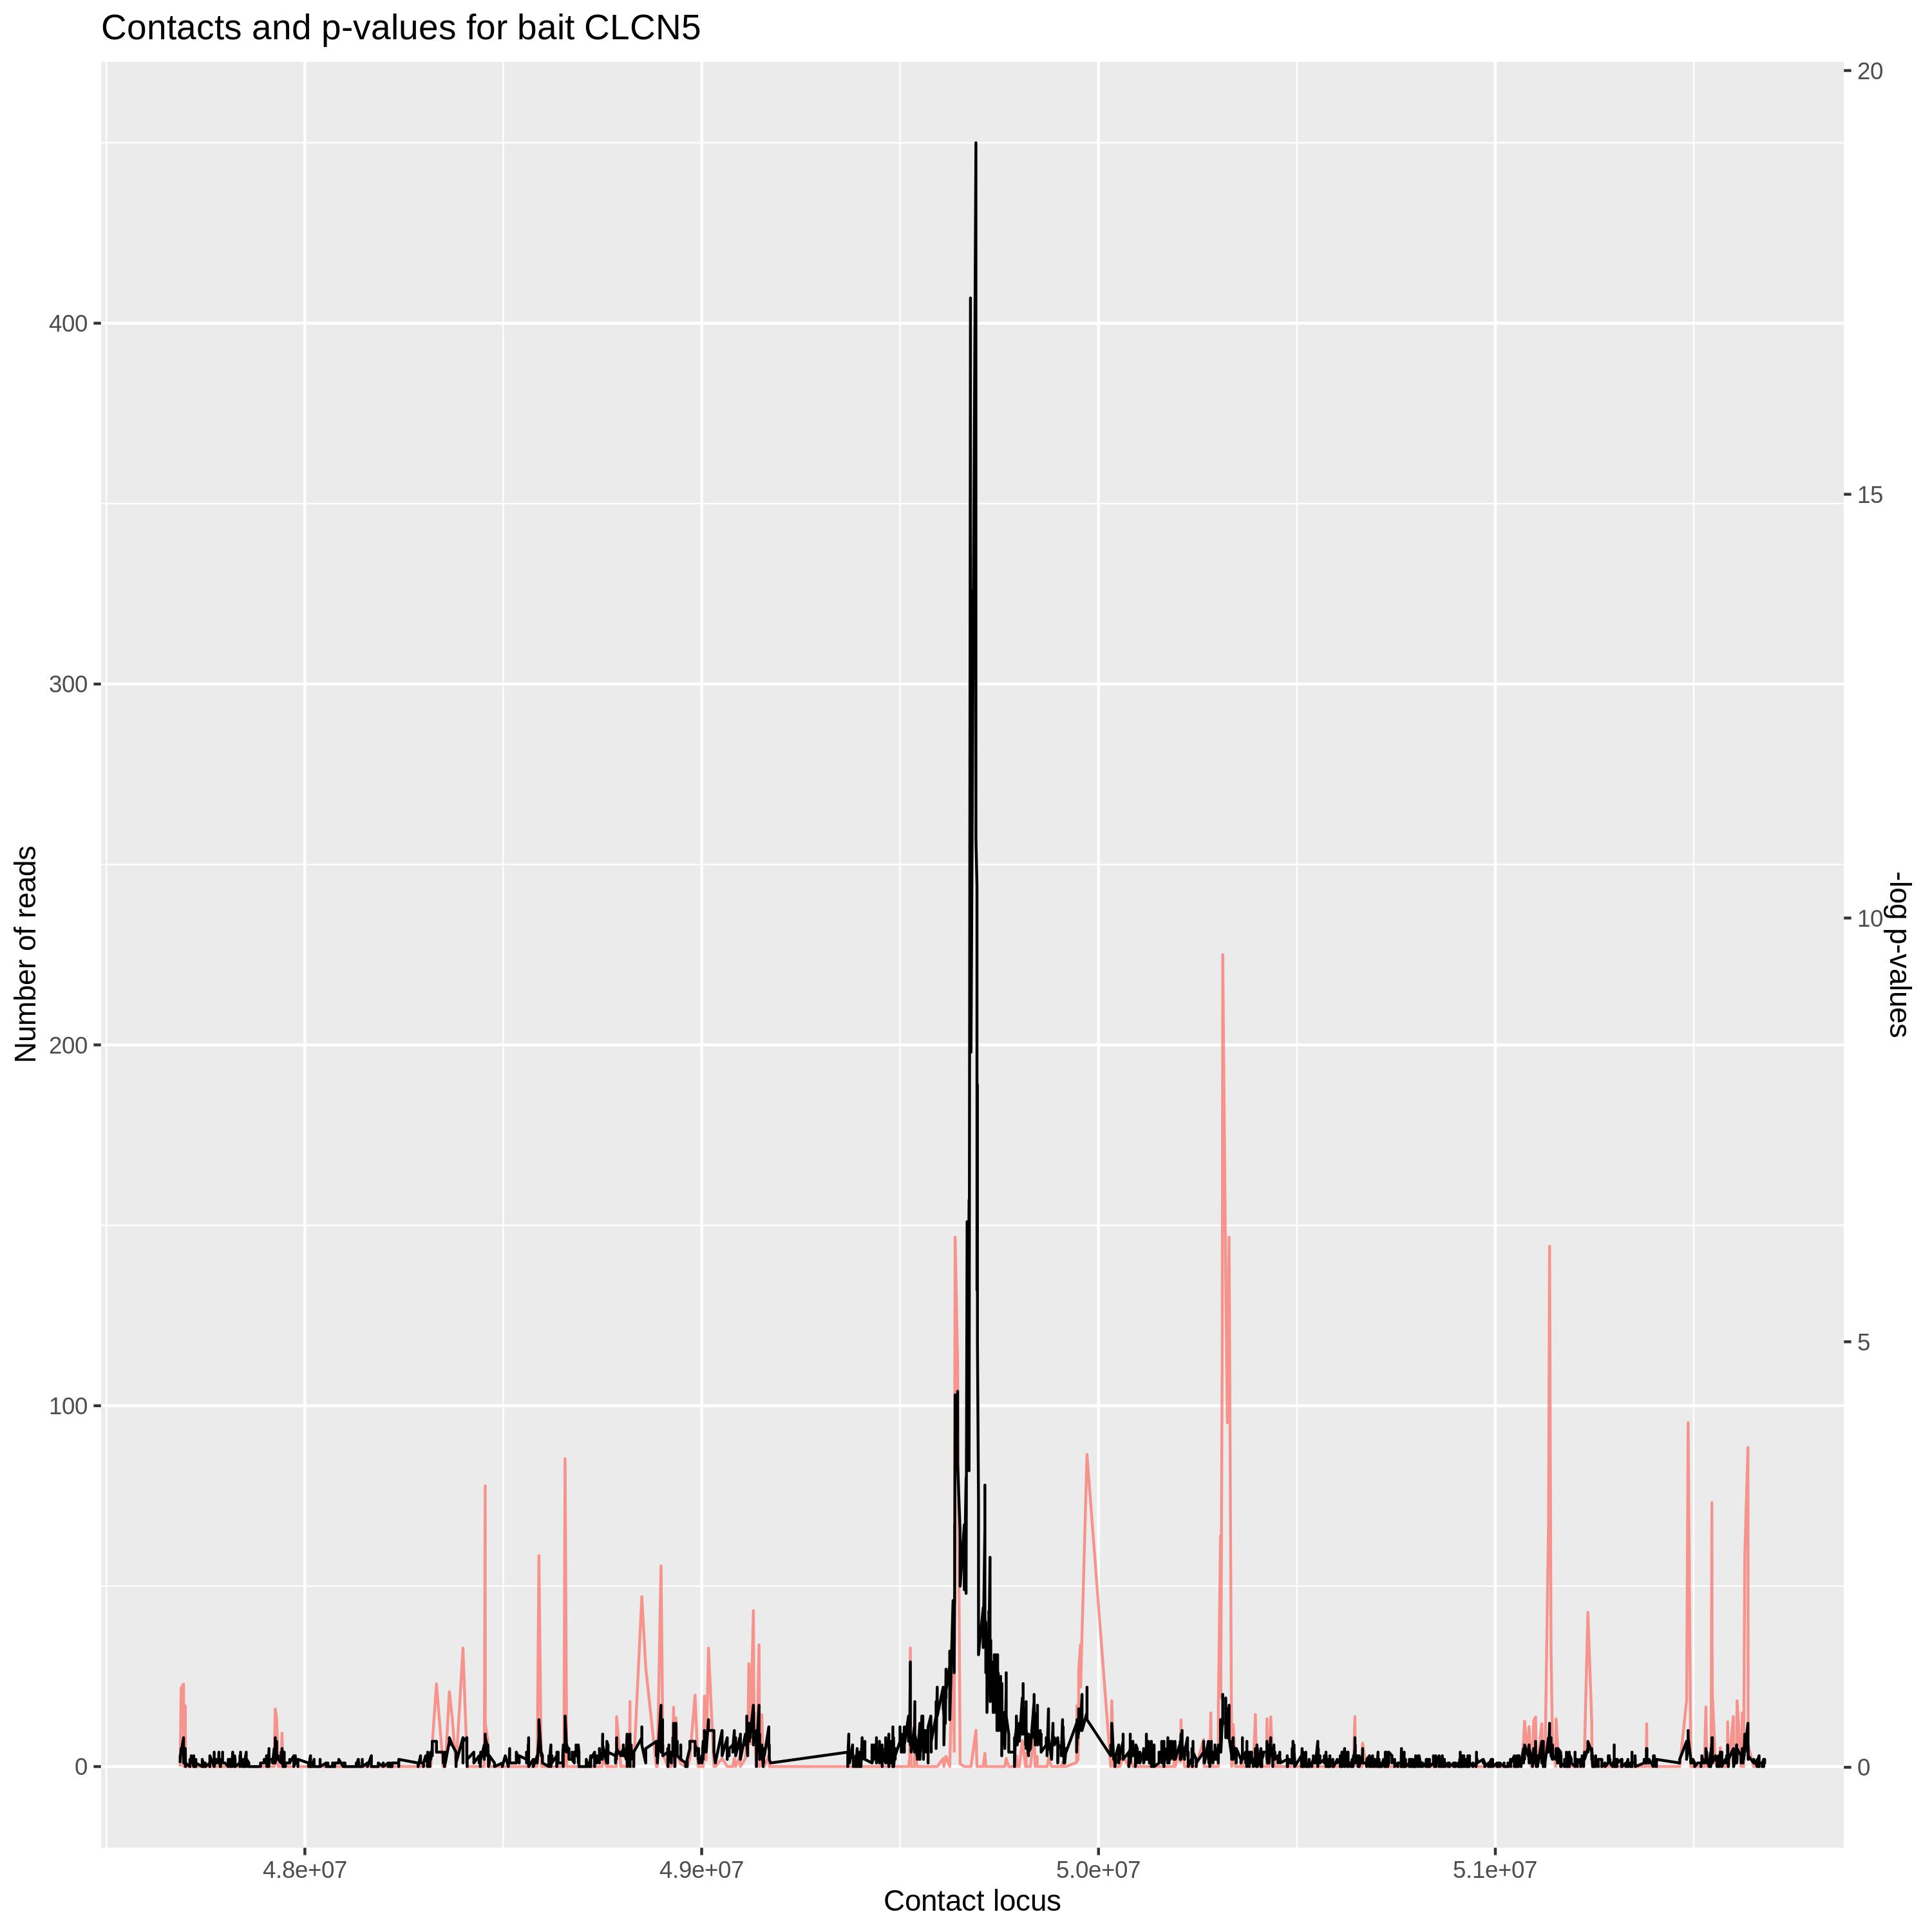 Contacts and p-values for bait CLCN5
Number of reads
400
300
200
100
0
20
15
10
5
0
-log p-values
4.8e+07
4.9e+07
5.0e+07
5.1e+07
Contact locus